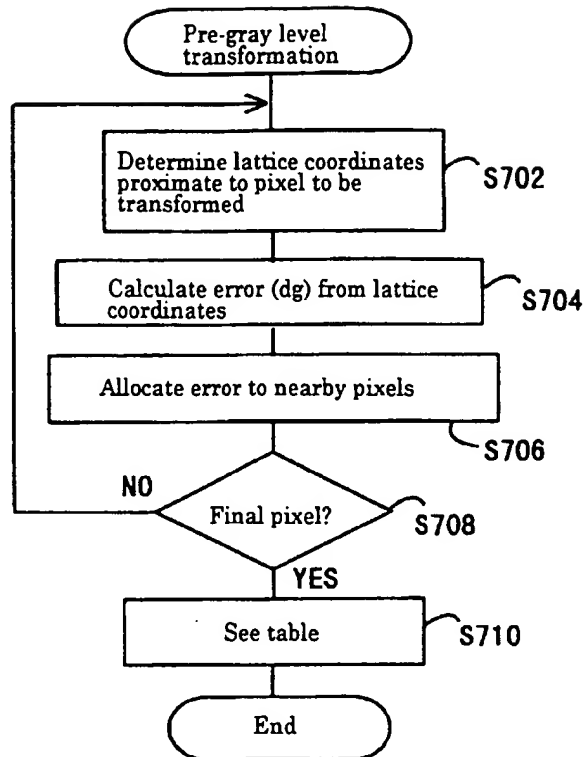 Pre-gray level
transformation
Determine lattice coordinates
proximate to pixel to be
transformed
S702
Calculate error (dg) from lattice
coordinates
S704
Allocate error to nearby pixels
S706
NO
Final pixel?
S708
YES
See table
S710
End